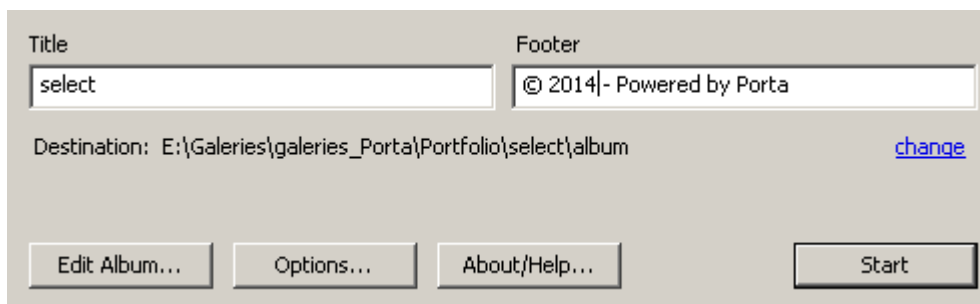 Title Footer
select © 2014 - Powered by Porta
Destination: E:\Galeries\galeries_Porta\Portfolio\select\album change
Edit Album... Options... About/Help... Start